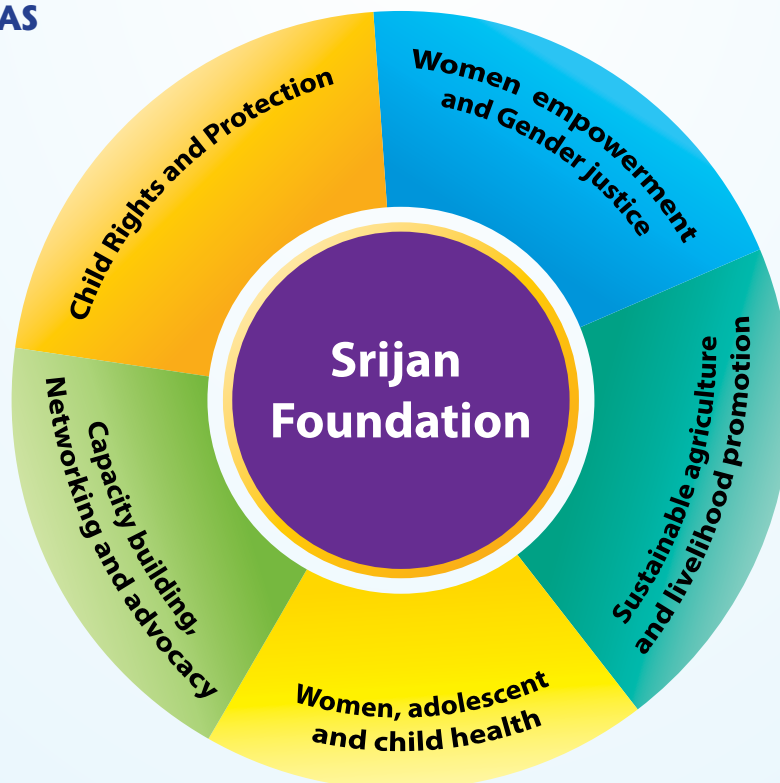 AS
Women empowerment
and Gender justice
Sustainable agriculture
and livelihood promotion
Women, adolescent
and child health
Capacity building,
Networking and advocacy
Child Rights and Protection
Srijan
Foundation